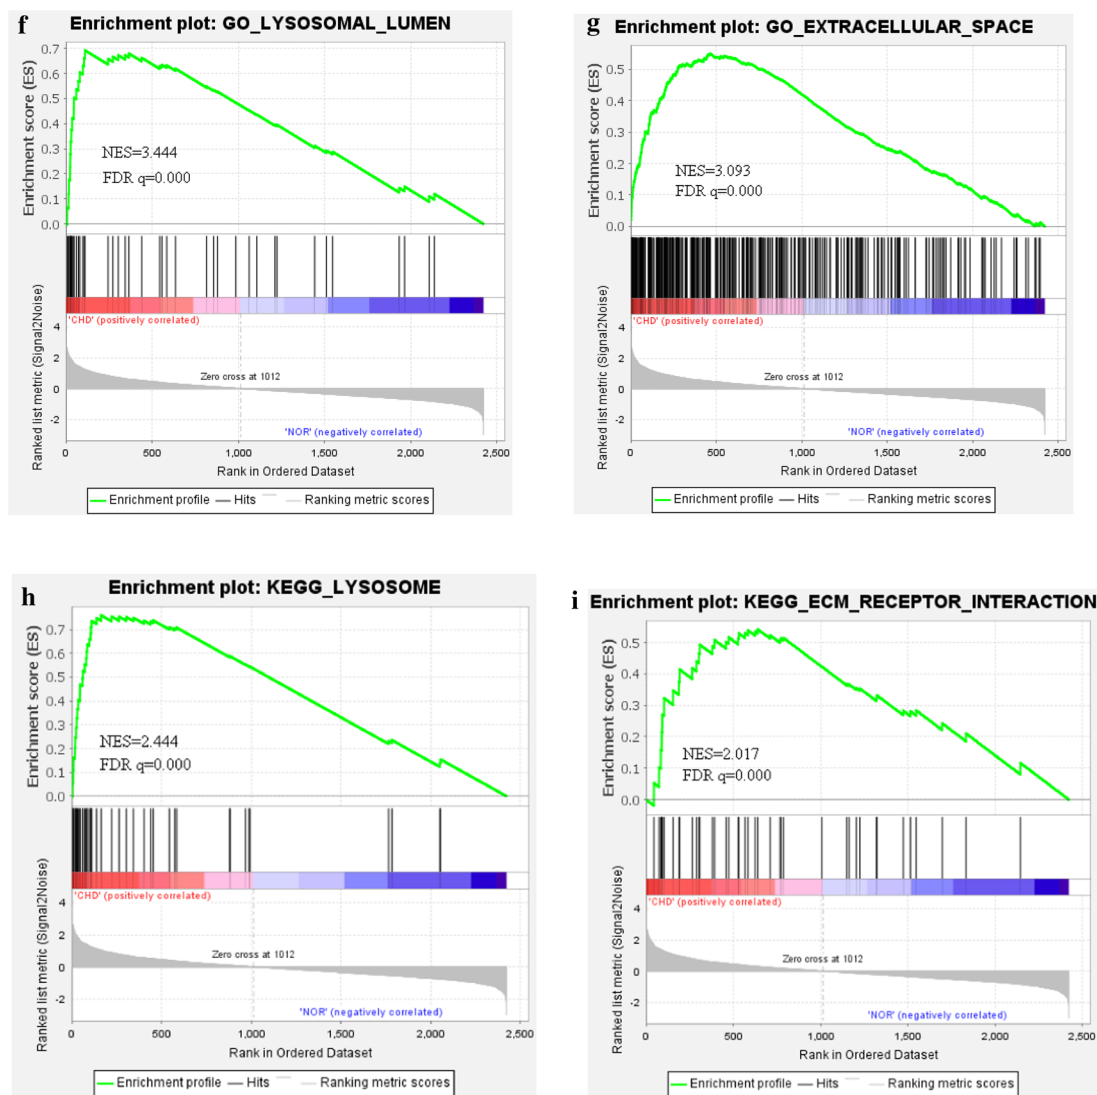 f
Enrichment plot: GO_LYSOSOMAL_LUMEN
Enrichment score (ES)
0.7
0.6
0.5
0.4
0.3
0.2
0.1
0.0
NES=3.444
FDR q=0.000
'CHD' (positively correlated)
Ranked list metric (Signal2Noise)
4
2
0
-2
Zero cross at 1012
'NOR' (negatively correlated)
0 500 1,000 1,500 2,000 2,500
Rank in Ordered Dataset
Enrichment profile Hits Ranking metric scores
g
Enrichment plot: GO_EXTRACELLULAR_SPACE
Enrichment score (ES)
0.5
0.4
0.3
0.2
0.1
0.0
NES=3.093
FDR q=0.000
'CHD' (positively correlated)
Ranked list metric (Signal2Noise)
4
2
0
-2
Zero cross at 1012
'NOR' (negatively correlated)
0 500 1,000 1,500 2,000 2,500
Rank in Ordered Dataset
Enrichment profile Hits Ranking metric scores
h
Enrichment plot: KEGG_LYSOSOME
Enrichment score (ES)
0.7
0.6
0.5
0.4
0.3
0.2
0.1
0.0
NES=2.444
FDR q=0.000
'CHD' (positively correlated)
Ranked list metric (Signal2Noise)
4
2
0
-2
Zero cross at 1012
'NOR' (negatively correlated)
0 500 1,000 1,500 2,000 2,500
Rank in Ordered Dataset
Enrichment profile Hits Ranking metric scores
i
Enrichment plot: KEGG_ECM_RECEPTOR_INTERACTION
Enrichment score (ES)
0.5
0.4
0.3
0.2
0.1
0.0
NES=2.017
FDR q=0.000
'CHD' (positively correlated)
Ranked list metric (Signal2Noise)
4
2
0
-2
Zero cross at 1012
'NOR' (negatively correlated)
0 500 1,000 1,500 2,000 2,500
Rank in Ordered Dataset
Enrichment profile Hits Ranking metric scores